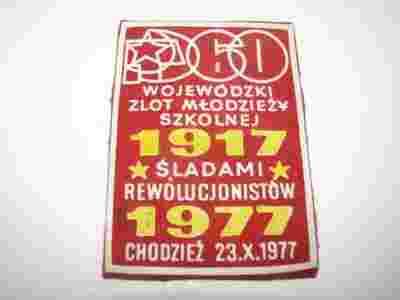 60
WOJEWÓDZKI
ZLOT MŁODZIEŻY
SZKOLNEJ
1917
ŚLADAMI
REWOLUCJONISTÓW
1977
CHODZIEŻ 23.X.1977